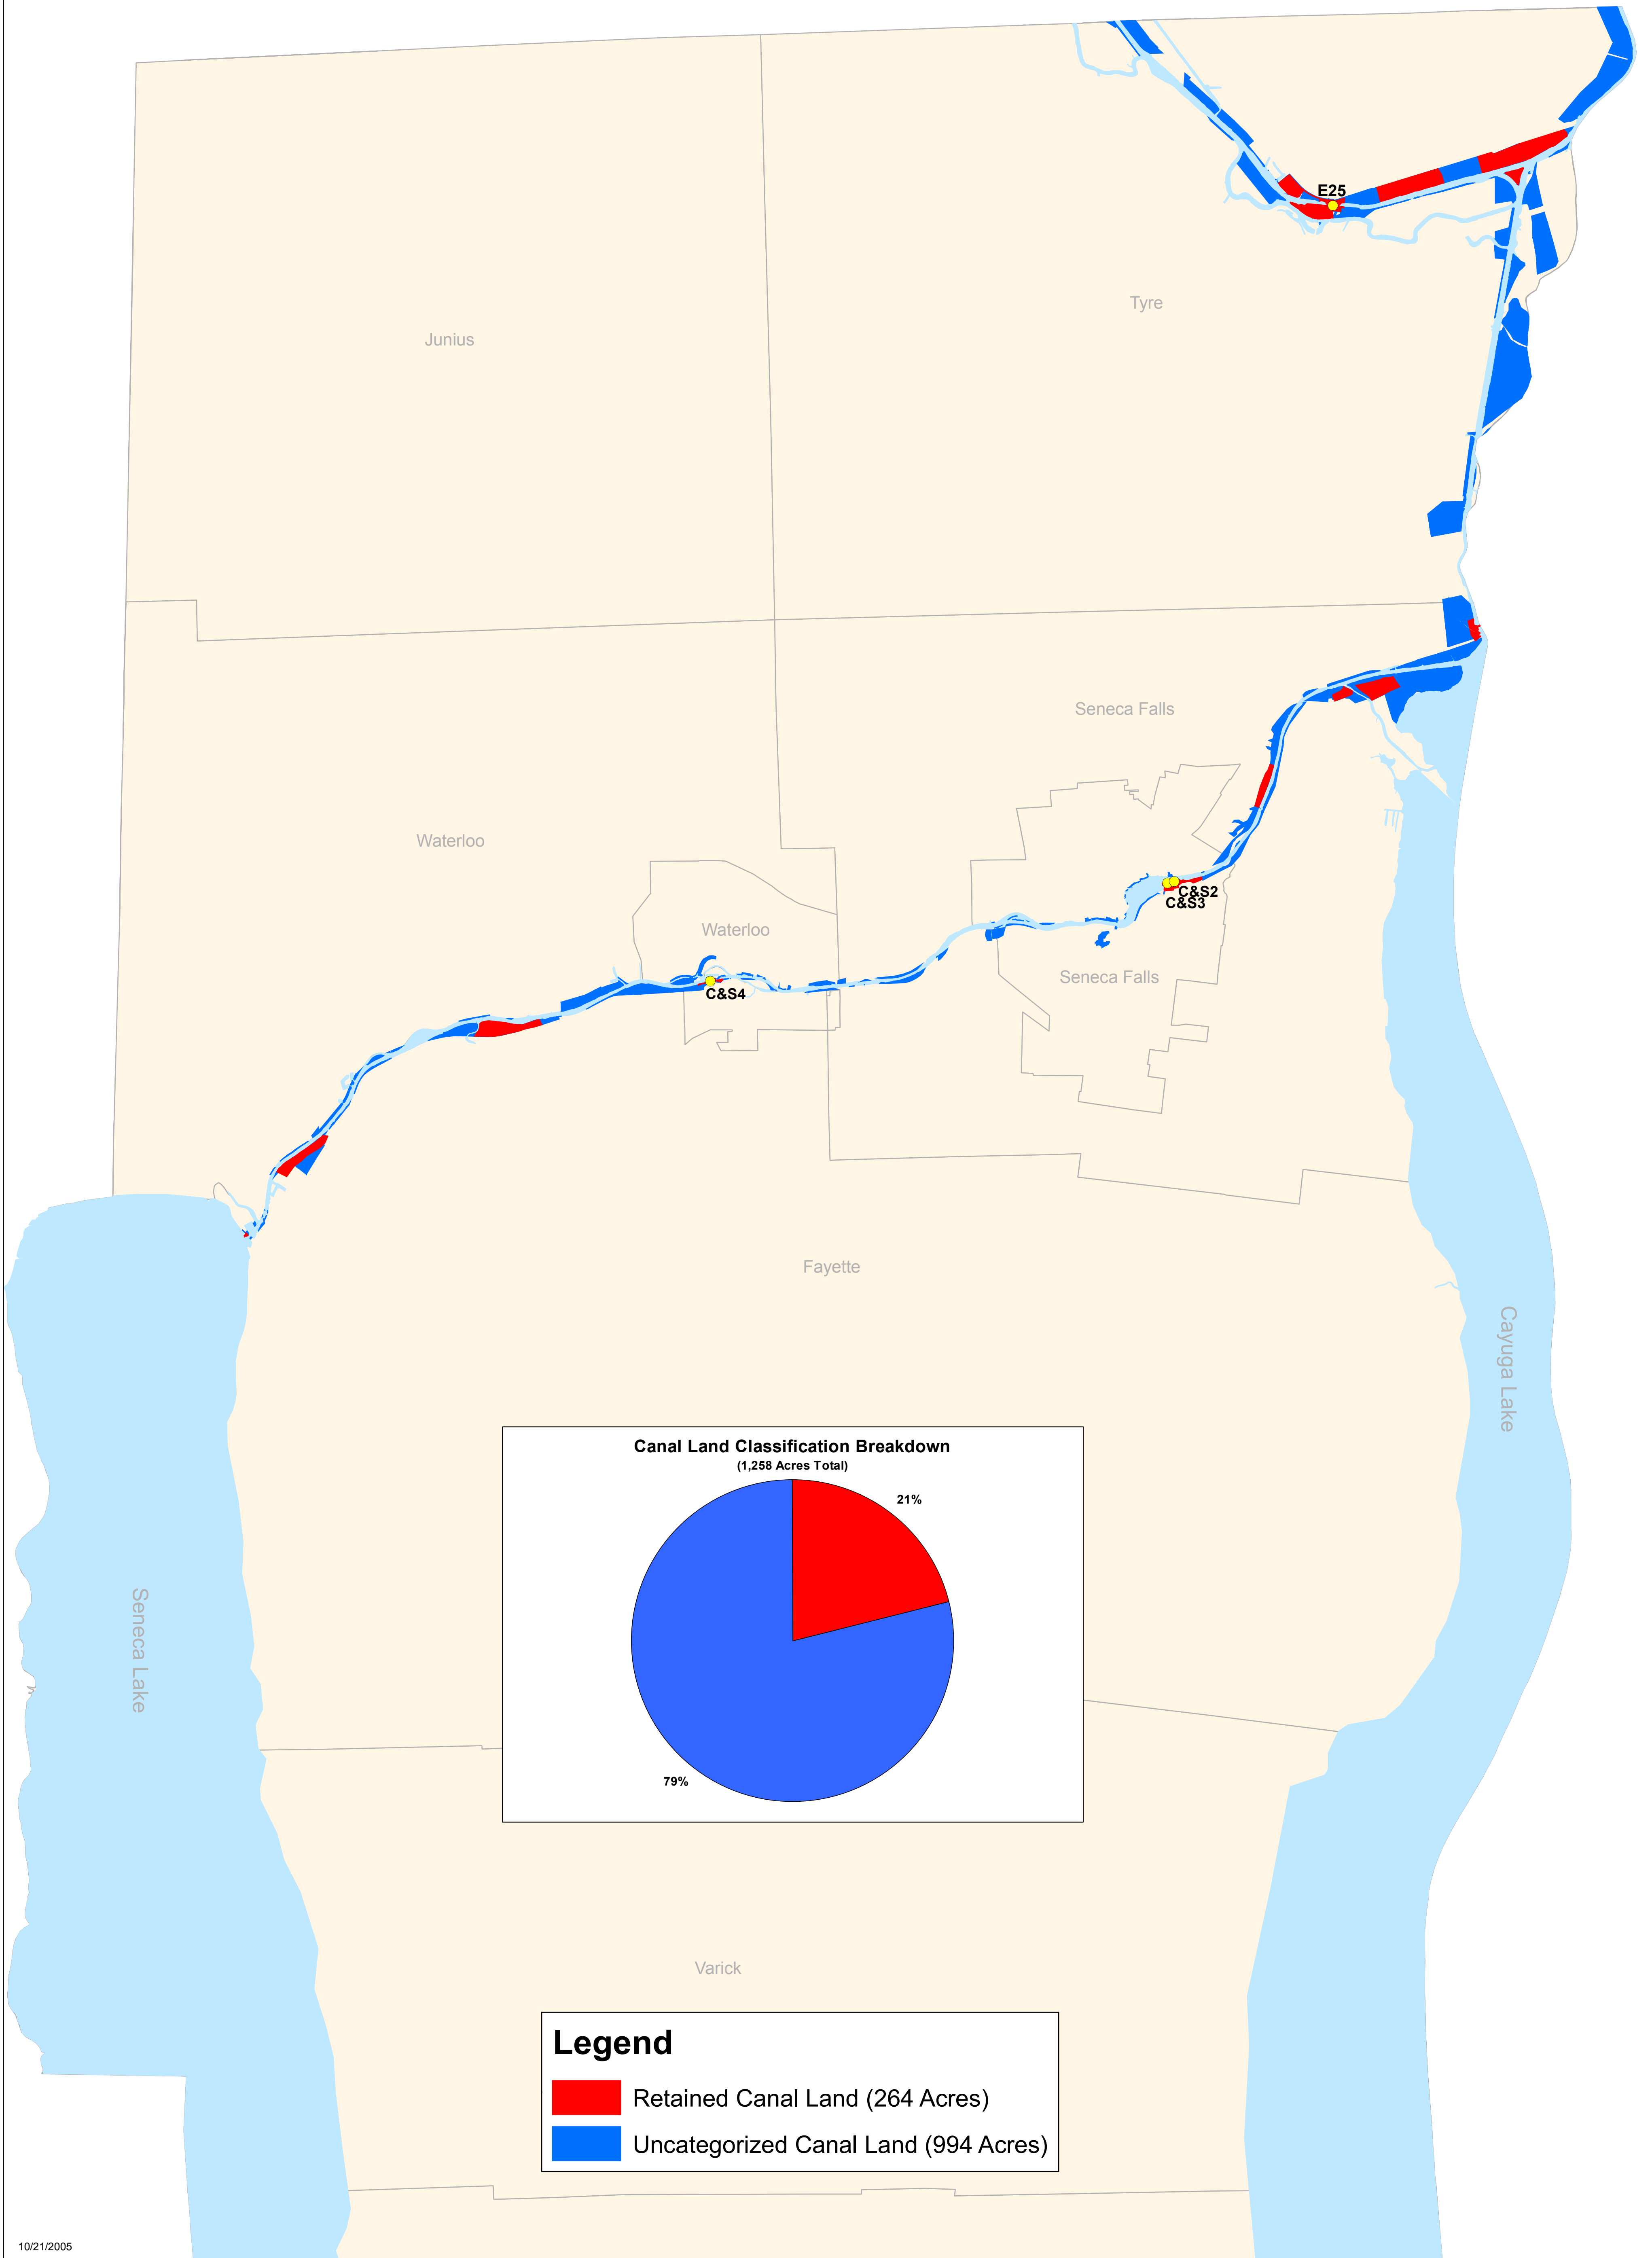 E25
Tyre
Junius
Seneca Falls
Waterloo
C&S2
C&S3
Waterloo
Seneca Falls
C&S4
Fayette
Cayuga Lake
Canal Land Classification Breakdown
(1,258 Acres Total)
21%
79%
Seneca Lake
Varick
Legend
Retained Canal Land (264 Acres)
Uncategorized Canal Land (994 Acres)
10/21/2005